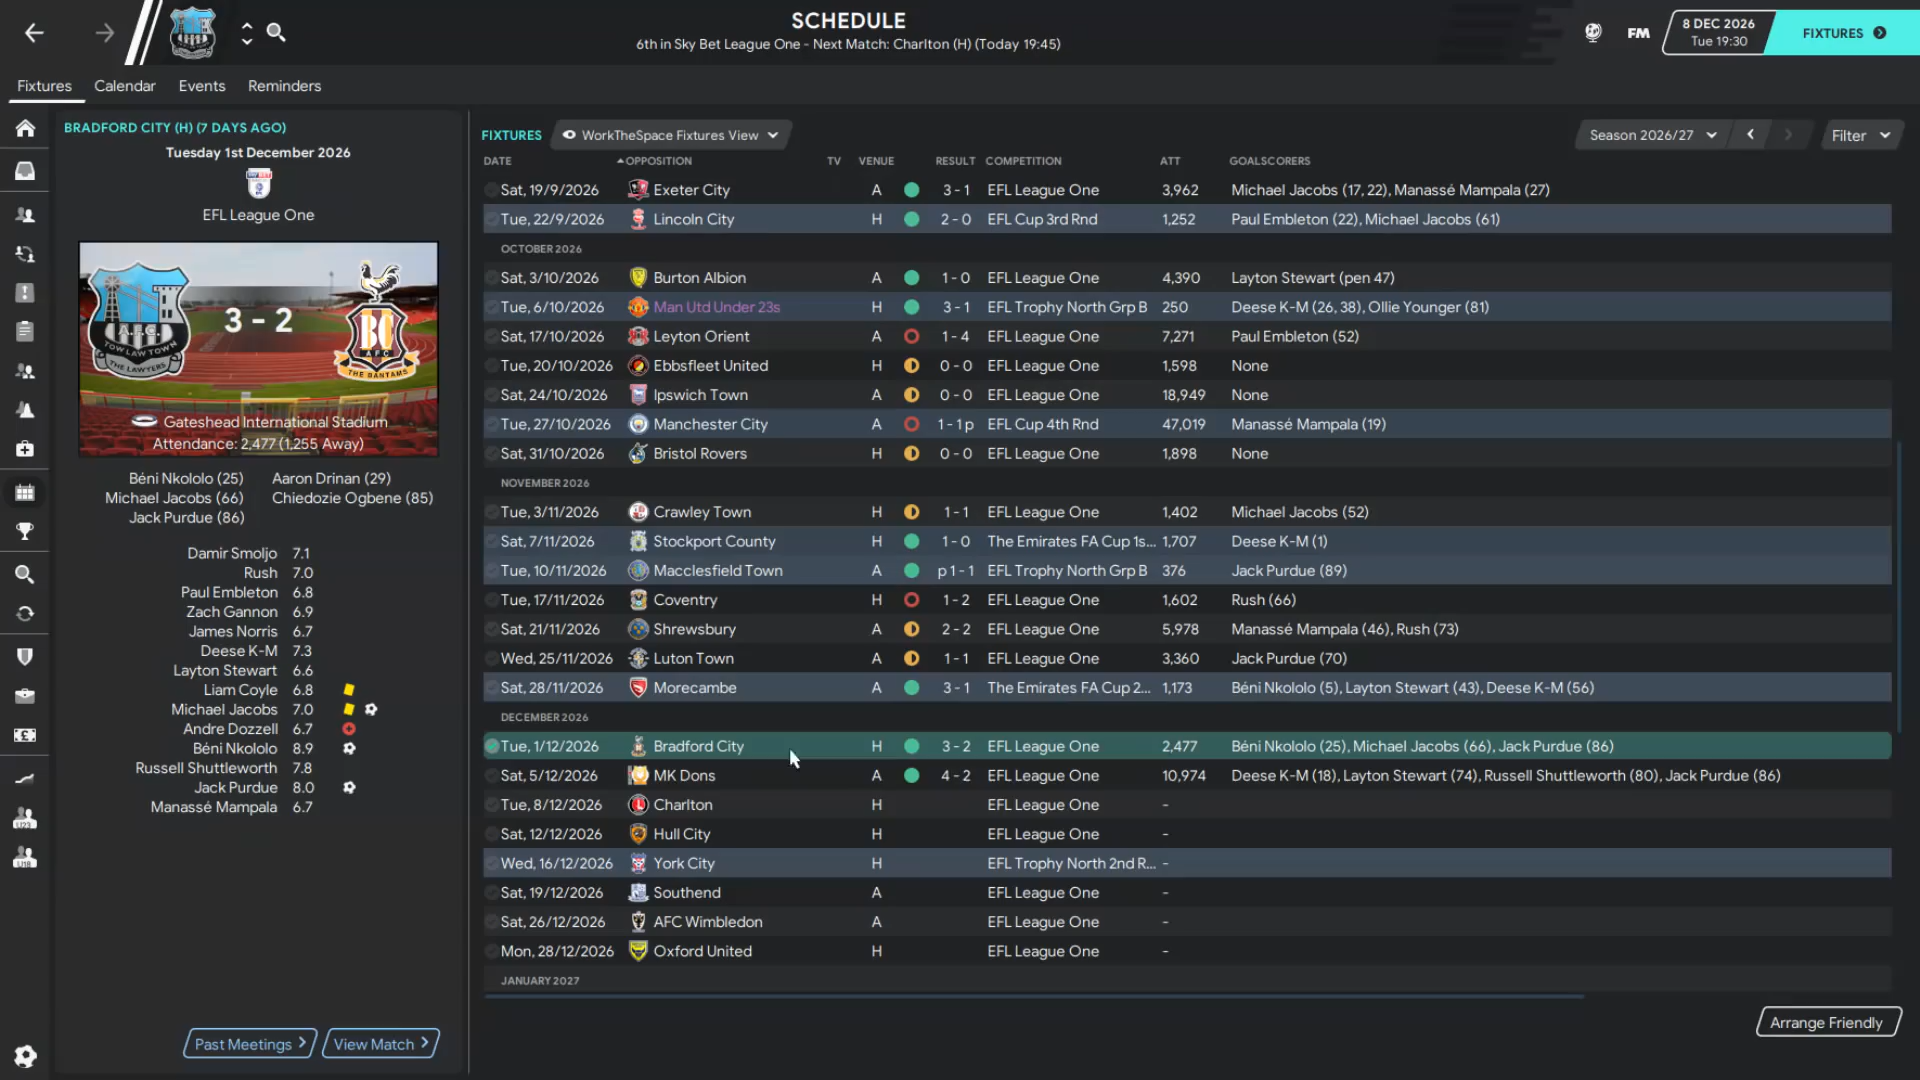 SCHEDULE
6th in Sky Bet League One - Next Match: Charlton (H) (Today 19:45)
FM
8 DEC 2026
Tue 19:30
FIXTURES
Fixtures
Calendar
Events
Reminders
BRADFORD CITY (H) (7 DAYS AGO)
Tuesday 1st December 2026
EFL League One
3 - 2
A.F.C.
TOW LAW TOWN
THE LAWYERS
BC
AFC
THE BANTAMS
Gateshead International Stadium
Attendance: 2,477 (1,255 Away)
Béni Nkololo (25) Aaron Drinan (29)
Michael Jacobs (66) Chiedozie Ogbene (85)
Jack Purdue (86)
Damir Smoljo 7.1
Rush 7.0
Paul Embleton 6.8
Zach Gannon 6.9
James Norris 6.7
Deese K-M 7.3
Layton Stewart 6.6
Liam Coyle 6.8
Michael Jacobs 7.0
Andre Dozzell 6.7
Béni Nkololo 8.9
Russell Shuttleworth 7.8
Jack Purdue 8.0
Manassé Mampala 6.7
Past Meetings
View Match
U23
U18
FIXTURES
WorkTheSpace Fixtures View
Season 2026/27
Filter
DATE OPPOSITION TV VENUE RESULT COMPETITION ATT GOALSCORERS
Sat, 19/9/2026 Exeter City A 3 - 1 EFL League One 3,962 Michael Jacobs (17, 22), Manassé Mampala (27)
Tue, 22/9/2026 Lincoln City H 2 - 0 EFL Cup 3rd Rnd 1,252 Paul Embleton (22), Michael Jacobs (61)
OCTOBER 2026
Sat, 3/10/2026 Burton Albion A 1 - 0 EFL League One 4,390 Layton Stewart (pen 47)
Tue, 6/10/2026 Man Utd Under 23s H 3 - 1 EFL Trophy North Grp B 250 Deese K-M (26, 38), Ollie Younger (81)
Sat, 17/10/2026 Leyton Orient A 1 - 4 EFL League One 7,271 Paul Embleton (52)
Tue, 20/10/2026 Ebbsfleet United H 0 - 0 EFL League One 1,598 None
Sat, 24/10/2026 Ipswich Town A 0 - 0 EFL League One 18,949 None
Tue, 27/10/2026 Manchester City A 1 - 1 p EFL Cup 4th Rnd 47,019 Manassé Mampala (19)
Sat, 31/10/2026 Bristol Rovers H 0 - 0 EFL League One 1,898 None
NOVEMBER 2026
Tue, 3/11/2026 Crawley Town H 1 - 1 EFL League One 1,402 Michael Jacobs (52)
Sat, 7/11/2026 Stockport County H 1 - 0 The Emirates FA Cup 1s... 1,707 Deese K-M (1)
Tue, 10/11/2026 Macclesfield Town A p 1 - 1 EFL Trophy North Grp B 376 Jack Purdue (89)
Tue, 17/11/2026 Coventry H 1 - 2 EFL League One 1,602 Rush (66)
Sat, 21/11/2026 Shrewsbury A 2 - 2 EFL League One 5,978 Manassé Mampala (46), Rush (73)
Wed, 25/11/2026 Luton Town A 1 - 1 EFL League One 3,360 Jack Purdue (70)
Sat, 28/11/2026 Morecambe A 3 - 1 The Emirates FA Cup 2... 1,173 Béni Nkololo (5), Layton Stewart (43), Deese K-M (56)
DECEMBER 2026
Tue, 1/12/2026 Bradford City H 3 - 2 EFL League One 2,477 Béni Nkololo (25), Michael Jacobs (66), Jack Purdue (86)
Sat, 5/12/2026 MK Dons A 4 - 2 EFL League One 10,974 Deese K-M (18), Layton Stewart (74), Russell Shuttleworth (80), Jack Purdue (86)
Tue, 8/12/2026 Charlton H EFL League One -
Sat, 12/12/2026 Hull City H EFL League One -
Wed, 16/12/2026 York City H EFL Trophy North 2nd R... -
Sat, 19/12/2026 Southend A EFL League One -
Sat, 26/12/2026 AFC Wimbledon A EFL League One -
Mon, 28/12/2026 Oxford United H EFL League One -
JANUARY 2027
Arrange Friendly